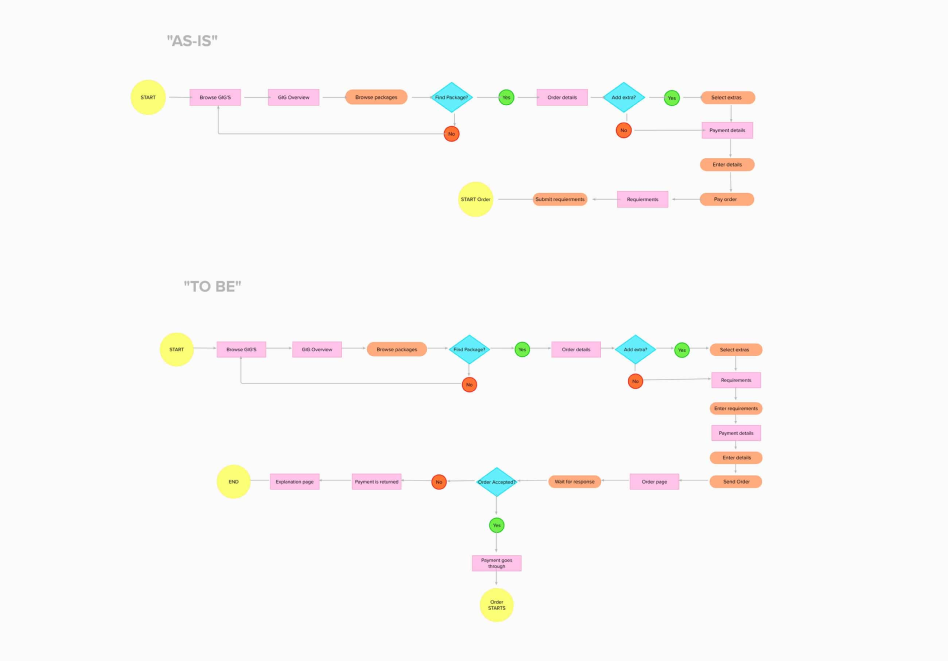 "AS-IS"
START
Browse GIG'S
GIG Overview
Browse packages
Find Package?
Yes
Order details
Add extra?
Yes
Select extras
No
No
Payment details
Enter details
START Order
Submit requierments
Requierments
Pay order
"TO BE"
START
Browse GIG'S
GIG Overview
Browse packages
Find Package?
Yes
Order details
Add extra?
Yes
Select extras
No
No
Requirements
Enter requirements
Payment details
Enter details
END
Explanation page
Payment is returned
No
Order Accepted?
Wait for response
Order page
Send Order
Yes
Payment goes
through
Order
STARTS